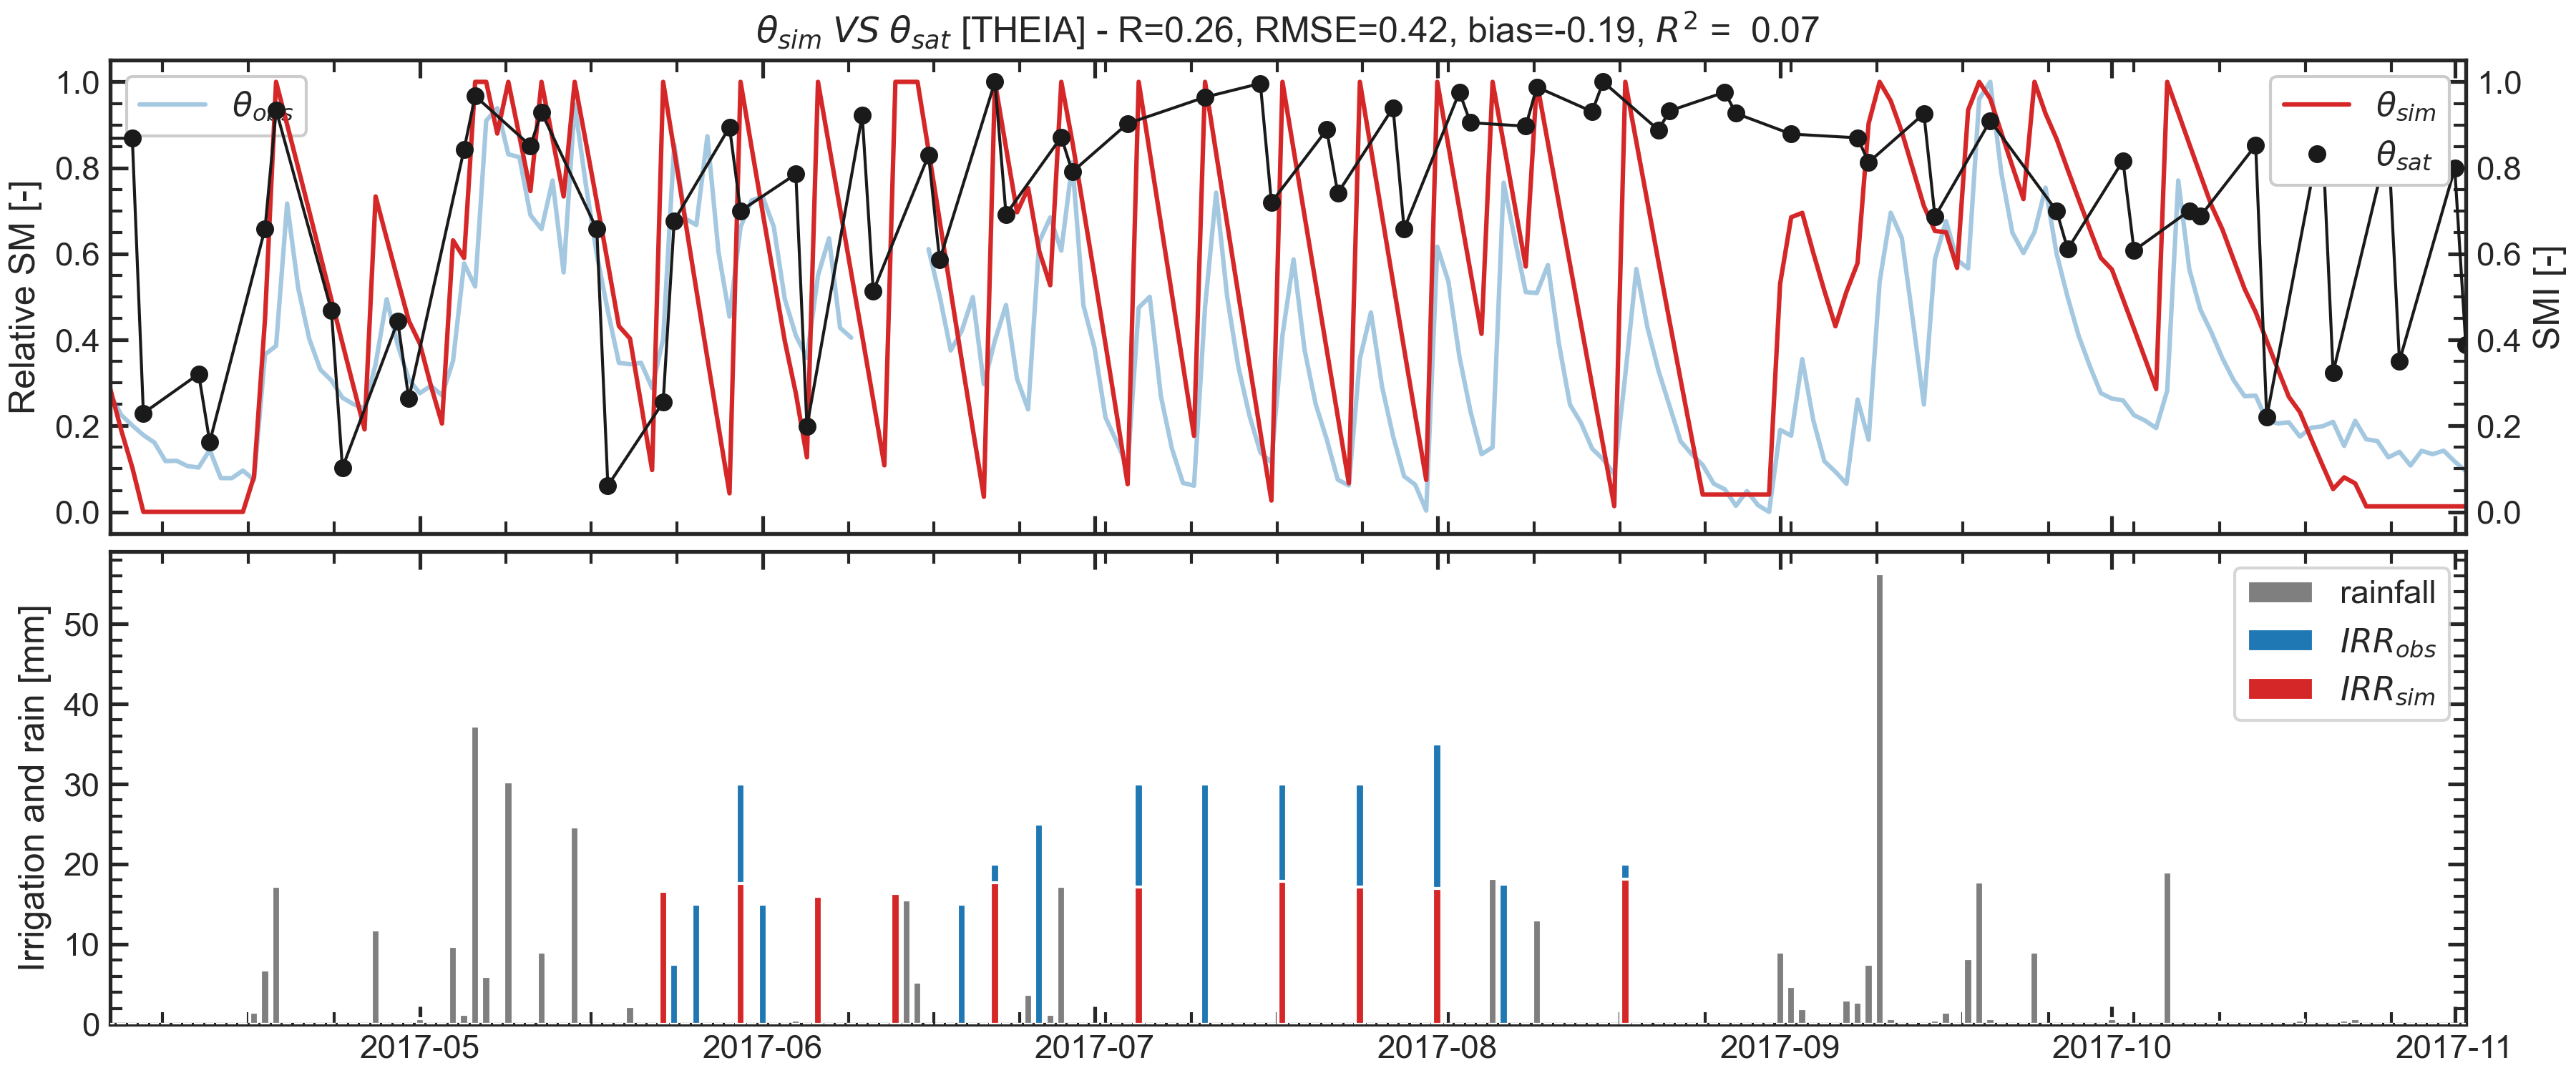 θsim VS θsat [THEIA] - R=0.26, RMSE=0.42, bias=-0.19, R² = 0.07
Relative SM [-]
1.0
0.8
0.6
0.4
0.2
0.0
θobs
θsim
θsat
1.0
0.8
0.6
0.4
0.2
0.0
SMI [-]
Irrigation and rain [mm]
50
40
30
20
10
0
rainfall
IRRobs
IRRsim
2017-05
2017-06
2017-07
2017-08
2017-09
2017-10
2017-11